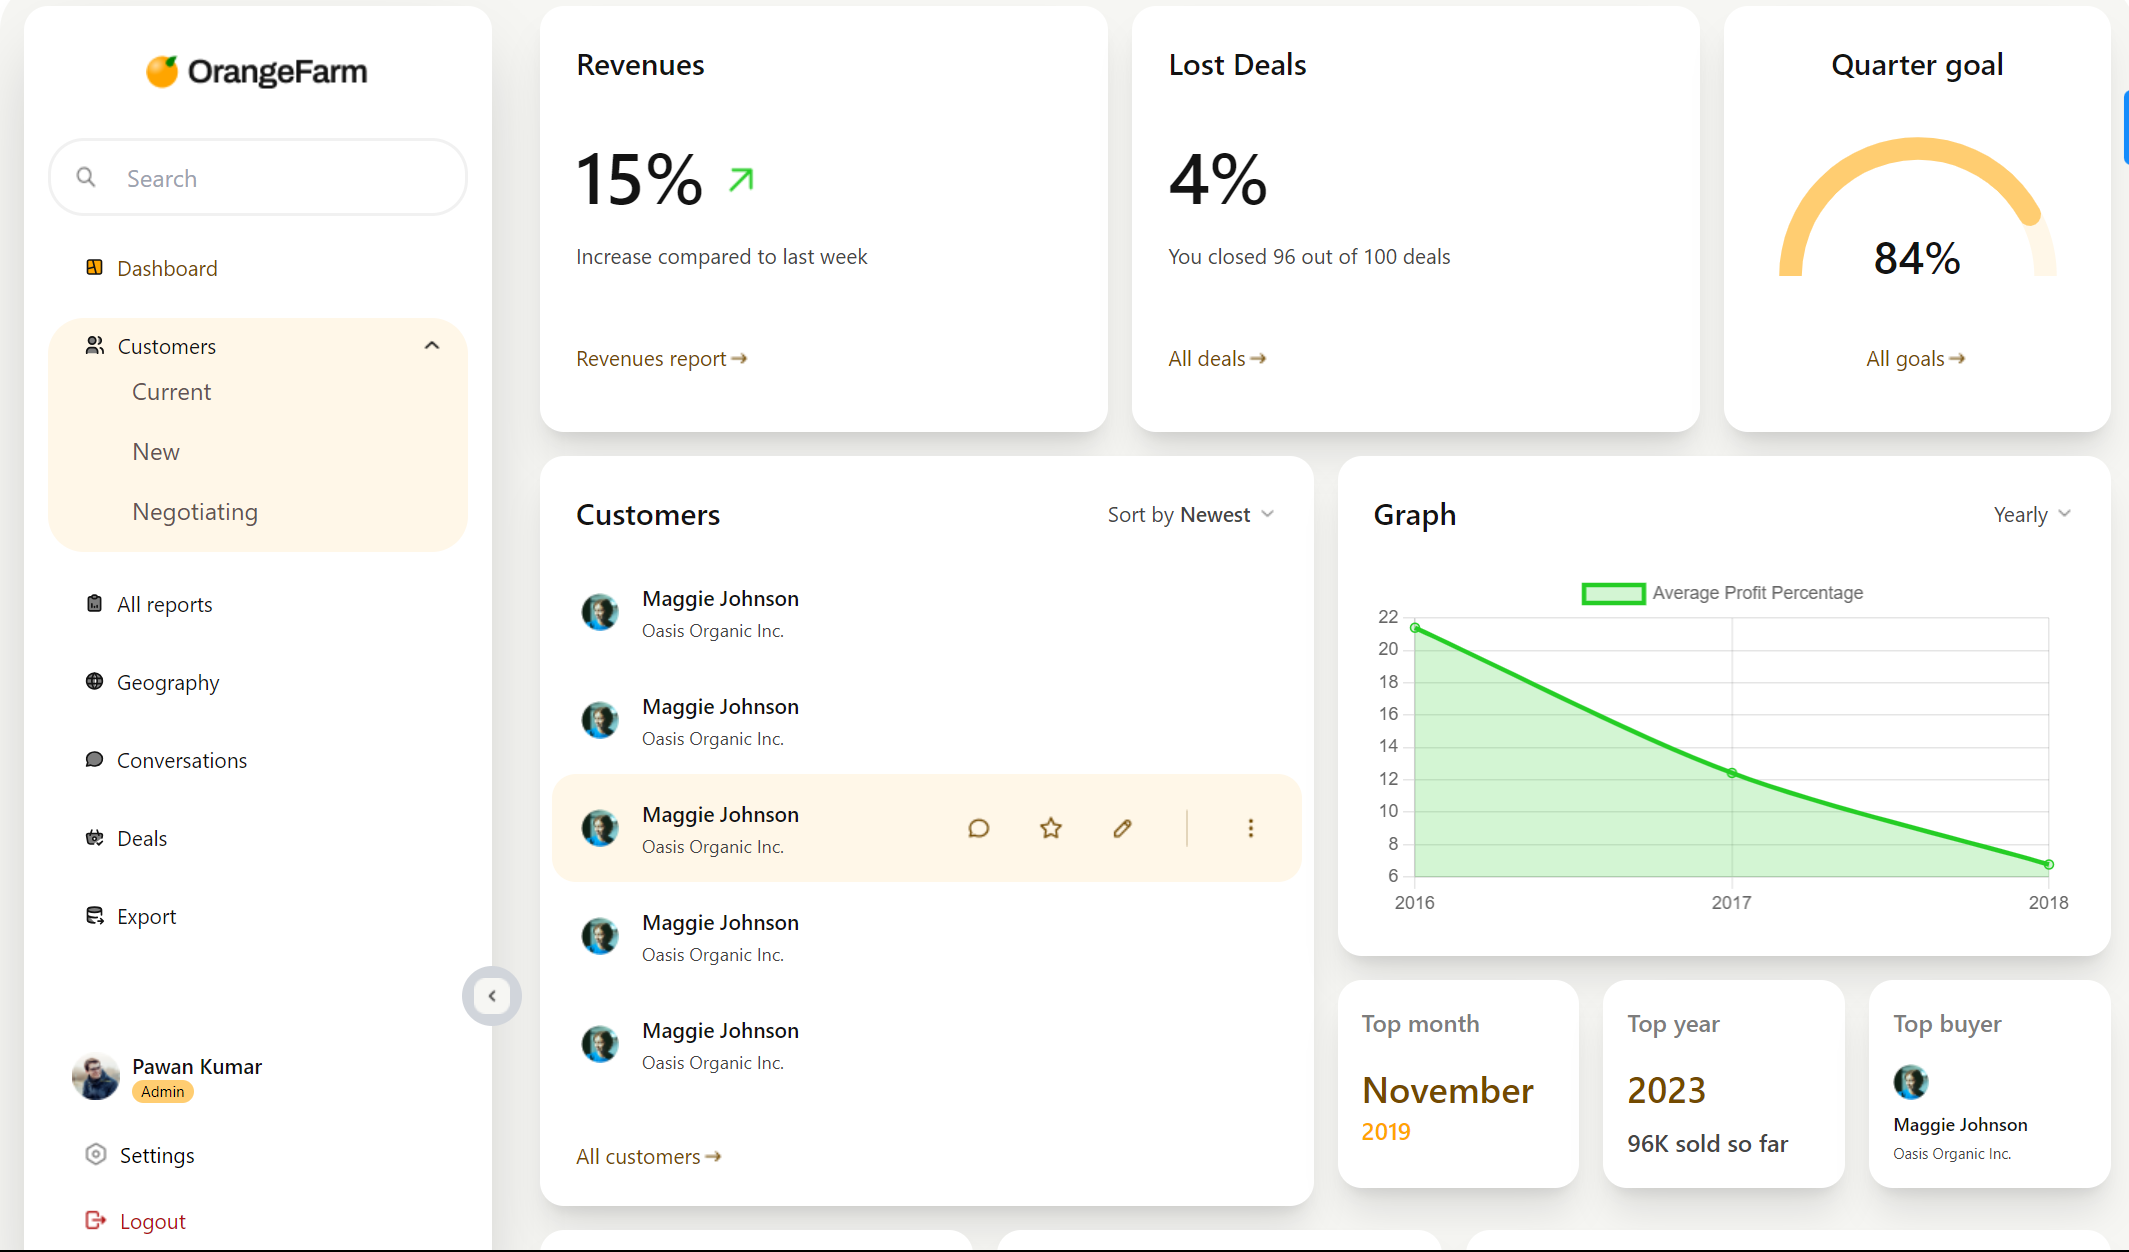 OrangeFarm
Search
Dashboard
Customers
Current
New
Negotiating
All reports
Geography
Conversations
Deals
Export
Pawan Kumar
Admin
Settings
Logout
Revenues
15%
Increase compared to last week
Revenues report
Lost Deals
4%
You closed 96 out of 100 deals
All deals
Quarter goal
84%
All goals
Customers
Sort by Newest
Maggie Johnson
Oasis Organic Inc.
Maggie Johnson
Oasis Organic Inc.
Maggie Johnson
Oasis Organic Inc.
Maggie Johnson
Oasis Organic Inc.
Maggie Johnson
Oasis Organic Inc.
All customers
Graph
Yearly
Average Profit Percentage
22
20
18
16
14
12
10
8
6
2016 2017 2018
Top month
November
2019
Top year
2023
96K sold so far
Top buyer
Maggie Johnson
Oasis Organic Inc.